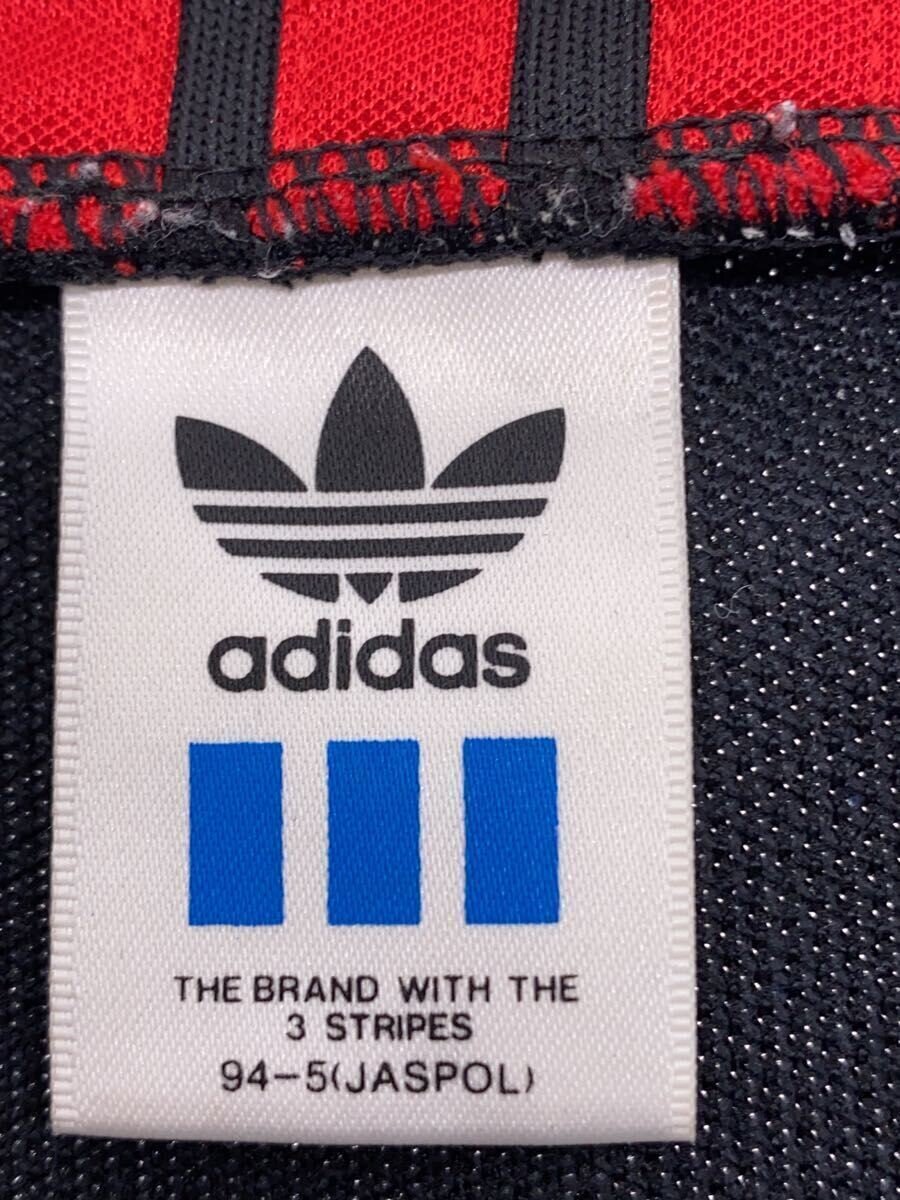 adidas
THE BRAND WITH THE
3 STRIPES
94-5(JASPOL)